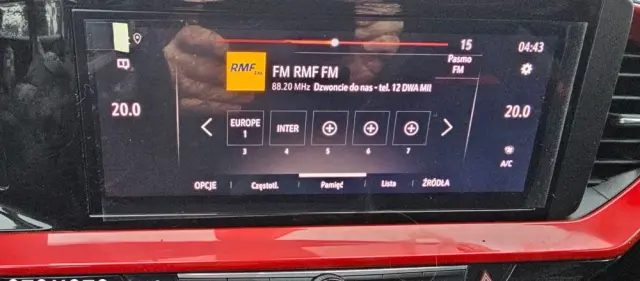 15
04:43
Pasmo
FM
RMF FM
FM RMF FM
88.20 MHz Dzwoncie do nas - tel. 12 DWA MIl
20.0
20.0
EUROPE
1
INTER
3
4
5
6
7
A/C
OPCJE
Częstotl.
Pamięć
Lista
ŹRÓDŁA